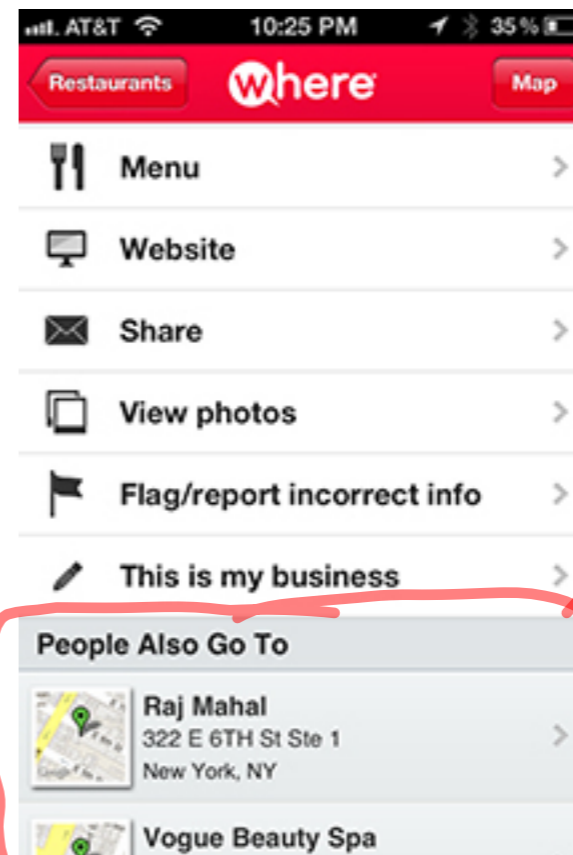 AT&T 10:25 PM 35%
Restaurants where Map
Menu
Website
Share
View photos
Flag/report incorrect info
This is my business
People Also Go To
Raj Mahal
322 E 6TH St Ste 1
New York, NY
Vogue Beauty Spa